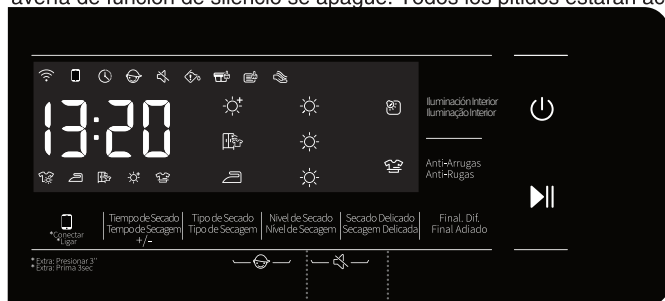 avería de función de silencio se apague. Todos los pitidos estarán ac
13:20
Iluminación Interior
Iluminação Interior
Anti-Arrugas
Anti-Rugas
*Conectar
*Ligar
Tiempo de Secado
Tempo de Secagem
+/-
Tipo de Secado
Tipo de Secagem
Nivel de Secado
Nível de Secagem
Secado Delicado
Secagem Delicada
Final. Dif.
Final Adiado
* Extra: Presionar 3"
* Extra: Prima 3sec